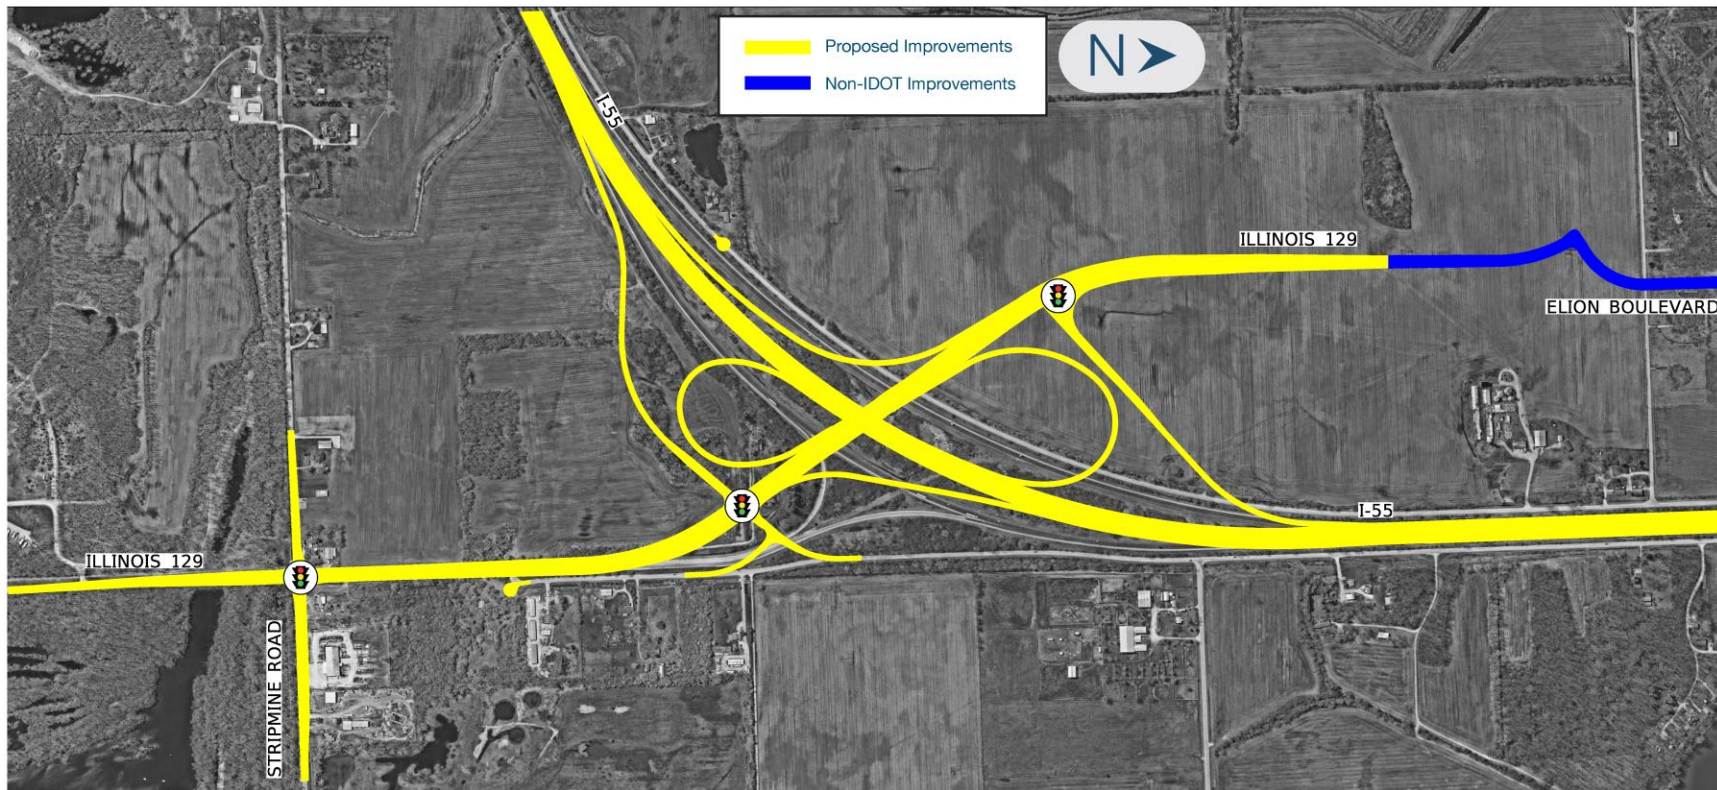 Proposed Improvements
Non-IDOT Improvements
N
I-55
ILLINOIS 129
ELION BOULEVARD
I-55
ILLINOIS 129
STRIPMINE ROAD